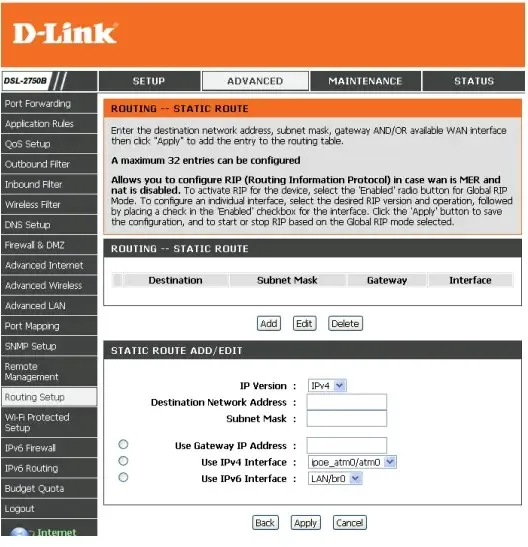 D-Link
DSL-2750B
SETUP
ADVANCED
MAINTENANCE
STATUS
Port Forwarding
Application Rules
QoS Setup
Outbound Filter
Inbound Filter
Wireless Filter
DNS Setup
Firewall & DMZ
Advanced Internet
Advanced Wireless
Advanced LAN
Port Mapping
SNMP Setup
Remote
Management
Routing Setup
Wi-Fi Protected
Setup
IPv6 Firewall
IPv6 Routing
Budget Quota
Logout
Internet
ROUTING -- STATIC ROUTE
Enter the destination network address, subnet mask, gateway AND/OR available WAN interface
then click "Apply" to add the entry to the routing table.
A maximum 32 entries can be configured
Allows you to configure RIP (Routing Information Protocol) in case wan is MER and
nat is disabled. To activate RIP for the device, select the 'Enabled' radio button for Global RIP
Mode. To configure an individual interface, select the desired RIP version and operation, followed
by placing a check in the 'Enabled' checkbox for the interface. Click the 'Apply' button to save
the configuration, and to start or stop RIP based on the Global RIP mode selected.
ROUTING -- STATIC ROUTE
Destination Subnet Mask Gateway Interface
Add Edit Delete
STATIC ROUTE ADD/EDIT
IP Version : IPv4
Destination Network Address :
Subnet Mask :
Use Gateway IP Address :
Use IPv4 Interface : ipoe_atm0/atm0
Use IPv6 Interface : LAN/br0
Back Apply Cancel